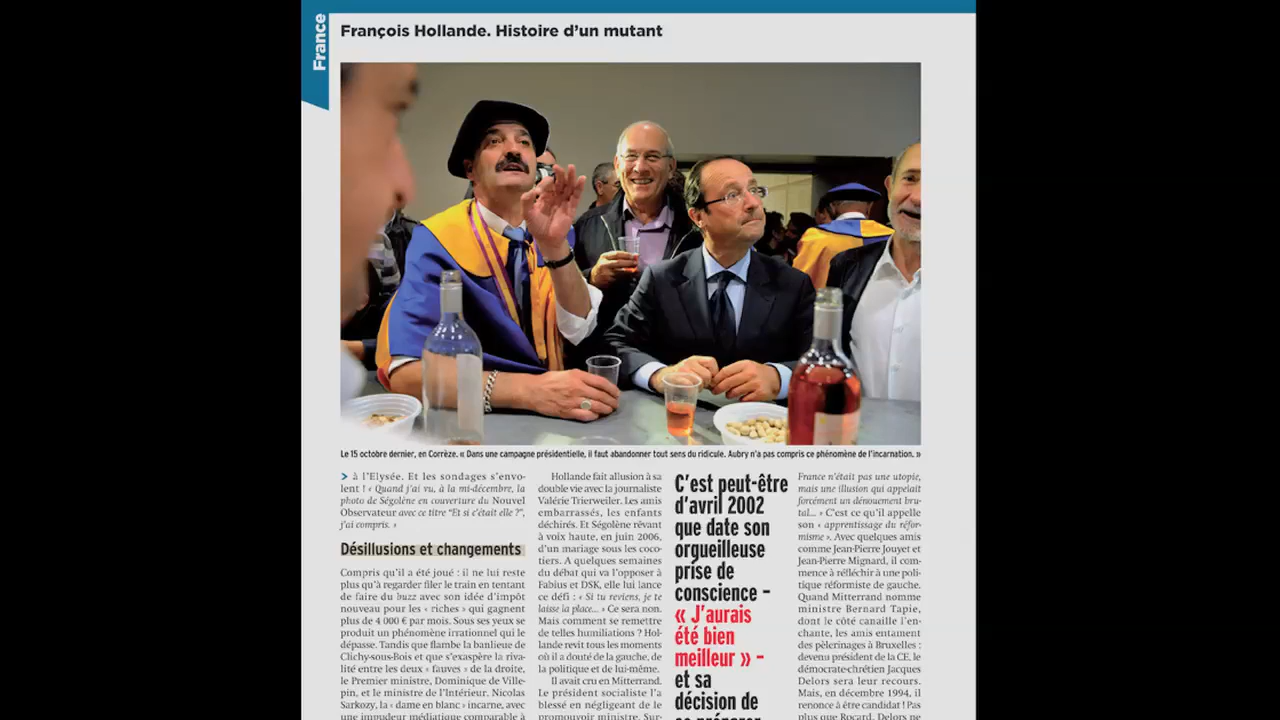 France
François Hollande. Histoire d'un mutant
Le 15 octobre dernier, en Corrèze. « Dans une campagne présidentielle, il faut abandonner tout sens du ridicule. Aubry n'a pas compris ce phénomène de l'incarnation. »
> à l'Elysée. Et les sondages s'envo-
lent ! « Quand j'ai vu, à la mi-décembre, la
photo de Ségolène en couverture du Nouvel
Observateur avec ce titre "Et si c'était elle ?",
j'ai compris. »
Désillusions et changements
Compris qu'il a été joué : il ne lui reste
plus qu'à regarder filer le train en tentant
de faire du buzz avec son idée d'impôt
nouveau pour les « riches » qui gagnent
plus de 4 000 € par mois. Sous ses yeux se
produit un phénomène irrationnel qui le
dépasse. Tandis que flambe la banlieue de
Clichy-sous-Bois et que s'exaspère la riva-
lité entre les deux « fauves » de la droite,
le Premier ministre, Dominique de Ville-
pin, et le ministre de l'Intérieur, Nicolas
Sarkozy, la « dame en blanc » incarne, avec
une impudeur médiatique comparable à
Hollande fait allusion à sa
double vie avec la journaliste
Valérie Trierweiler. Les amis
embarrassés, les enfants
déchirés. Et Ségolène rêvant
à voix haute, en juin 2006,
d'un mariage sous les coco-
tiers. A quelques semaines
du débat qui va l'opposer à
Fabius et DSK, elle lui lance
ce défi : « Si tu reviens, je te
laisse la place... » Ce sera non.
Mais comment se remettre
de telles humiliations ? Hol-
lande revit tous les moments
où il a douté de la gauche, de
la politique et de lui-même.
Il avait cru en Mitterrand.
Le président socialiste l'a
blessé en négligeant de le
promouvoir ministre. Sur-
C'est peut-être
d'avril 2002
que date son
orgueilleuse
prise de
conscience –
« J'aurais
été bien
meilleur » –
et sa
décision de
se préparer
France n'était pas une utopie,
mais une illusion qui appelait
forcément un dénouement bru-
tal... » C'est ce qu'il appelle
son « apprentissage du réfor-
misme ». Avec quelques amis
comme Jean-Pierre Jouyet et
Jean-Pierre Mignard, il com-
mence à réfléchir à une poli-
tique réformiste de gauche.
Quand Mitterrand nomme
ministre Bernard Tapie,
dont le côté canaille l'en-
chante, les amis entament
des pèlerinages à Bruxelles :
devenu président de la CE, le
démocrate-chrétien Jacques
Delors sera leur recours.
Mais, en décembre 1994, il
renonce à être candidat ! Pas
plus que Rocard, Delors ne